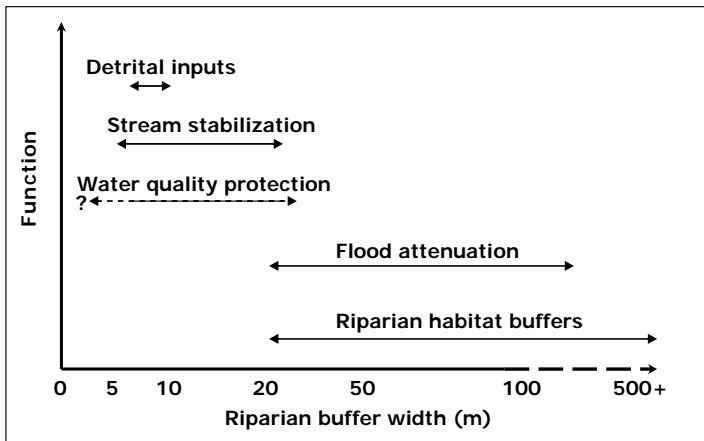 Detrital inputs
Stream stabilization
Water quality protection
?
Flood attenuation
Riparian habitat buffers
Function
0 5 10 20 50 100 500+
Riparian buffer width (m)